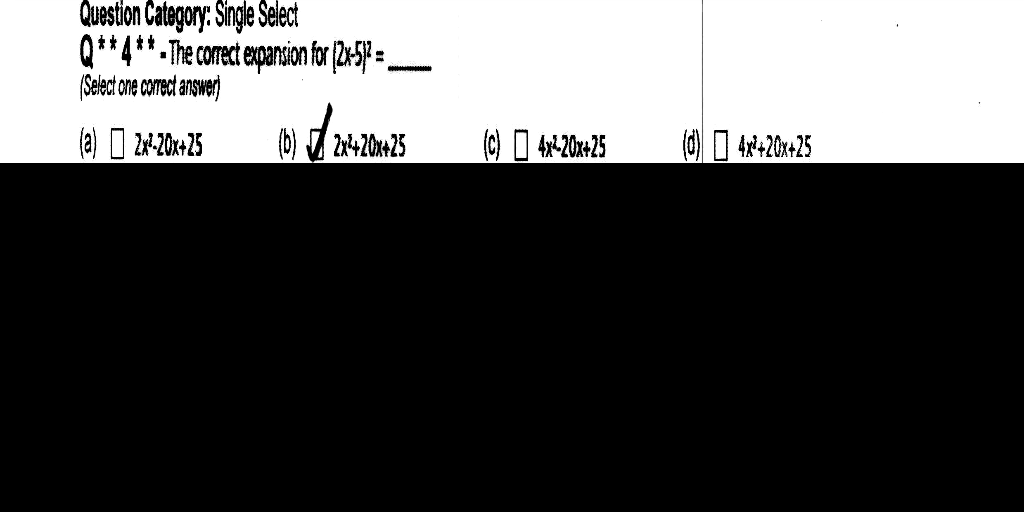 Question Category: Single Select
Q * * 4 * * - The correct expansion for (2x-5)² = _____
(Select one correct answer)
(a) ☐ 2x²-20x+25 (b) ☑ 2x²+20x+25 (c) ☐ 4x²-20x+25 (d) ☐ 4x²+20x+25